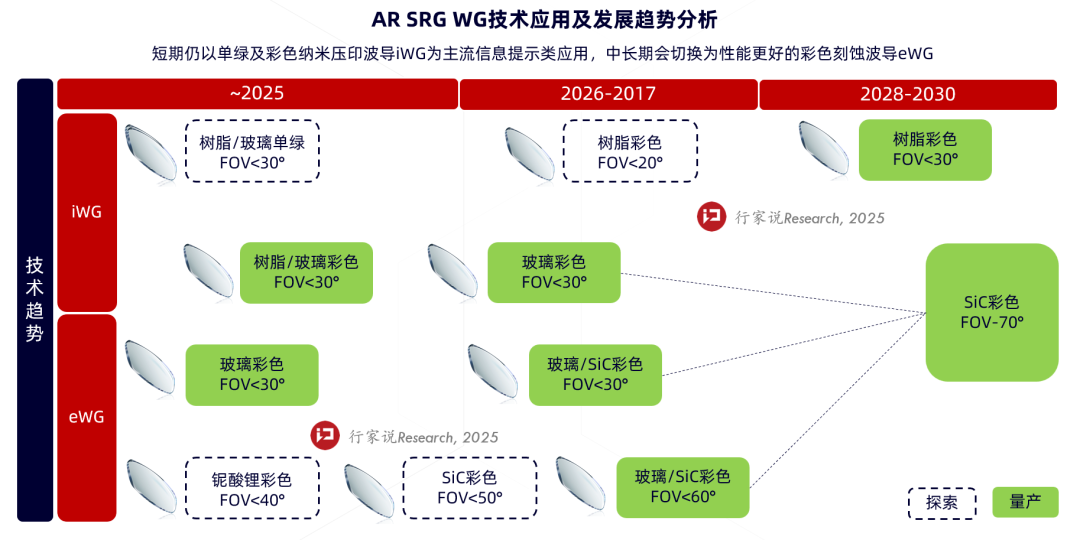 AR SRG WG技术应用及发展趋势分析
短期仍以单绿及彩色纳米压印波导iWG为主流信息提示类应用，中长期会切换为性能更好的彩色刻蚀波导eWG
~2025
2026-2017
2028-2030
技
术
趋
势
iWG
树脂/玻璃单绿
FOV<30°
树脂彩色
FOV<20°
树脂彩色
FOV<30°
行家说Research, 2025
树脂/玻璃彩色
FOV<30°
玻璃彩色
FOV<30°
SiC彩色
FOV-70°
eWG
玻璃彩色
FOV<30°
玻璃/SiC彩色
FOV<30°
行家说Research, 2025
铌酸锂彩色
FOV<40°
SiC彩色
FOV<50°
玻璃/SiC彩色
FOV<60°
探索
量产